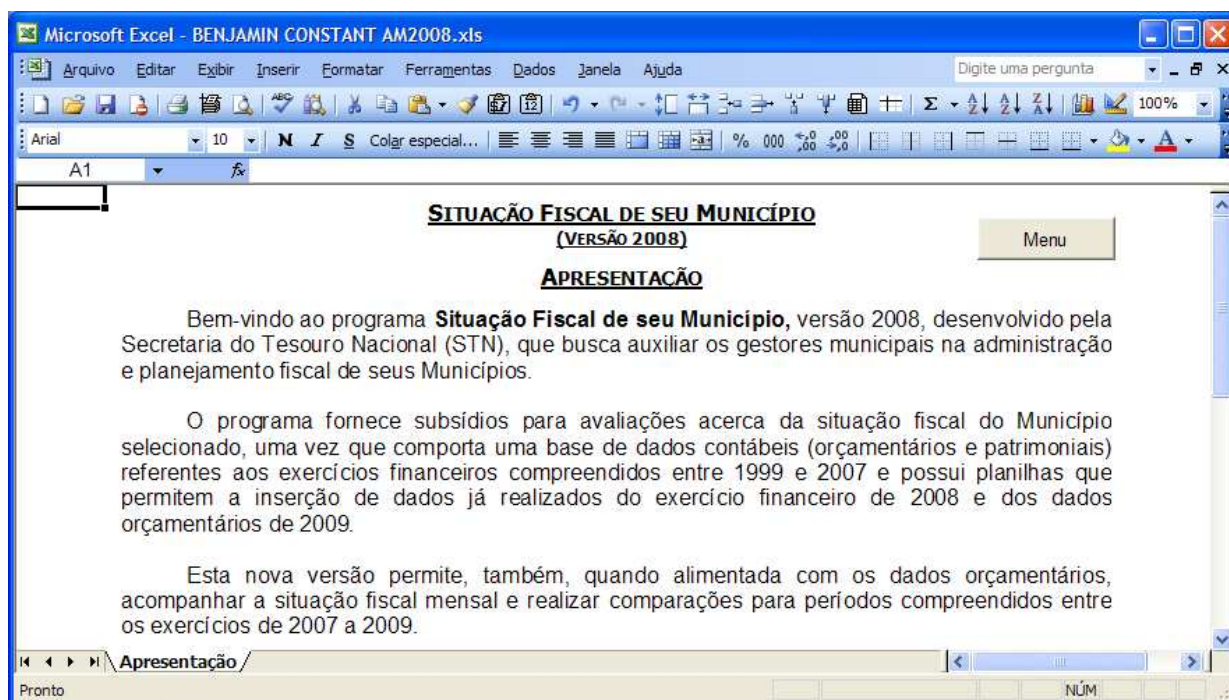 Microsoft Excel - BENJAMIN CONSTANT AM2008.xls
Arquivo Editar Exibir Inserir Formatar Ferramentas Dados Janela Ajuda Digite uma pergunta
Σ 100%
Arial 10 N I S Colar especial... % 000
A1 fx
SITUAÇÃO FISCAL DE SEU MUNICÍPIO
(VERSÃO 2008)
Menu
APRESENTAÇÃO
Bem-vindo ao programa Situação Fiscal de seu Município, versão 2008, desenvolvido pela
Secretaria do Tesouro Nacional (STN), que busca auxiliar os gestores municipais na administração
e planejamento fiscal de seus Municípios.
O programa fornece subsídios para avaliações acerca da situação fiscal do Município
selecionado, uma vez que comporta uma base de dados contábeis (orçamentários e patrimoniais)
referentes aos exercícios financeiros compreendidos entre 1999 e 2007 e possui planilhas que
permitem a inserção de dados já realizados do exercício financeiro de 2008 e dos dados
orçamentários de 2009.
Esta nova versão permite, também, quando alimentada com os dados orçamentários,
acompanhar a situação fiscal mensal e realizar comparações para períodos compreendidos entre
os exercícios de 2007 a 2009.
Apresentação
Pronto NÚM